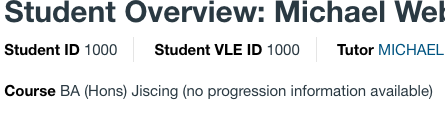 Student Overview: Michael
Student ID 1000 Student VLE ID 1000 Tutor MICHAEL
Course BA (Hons) Jiscing (no progression information available)